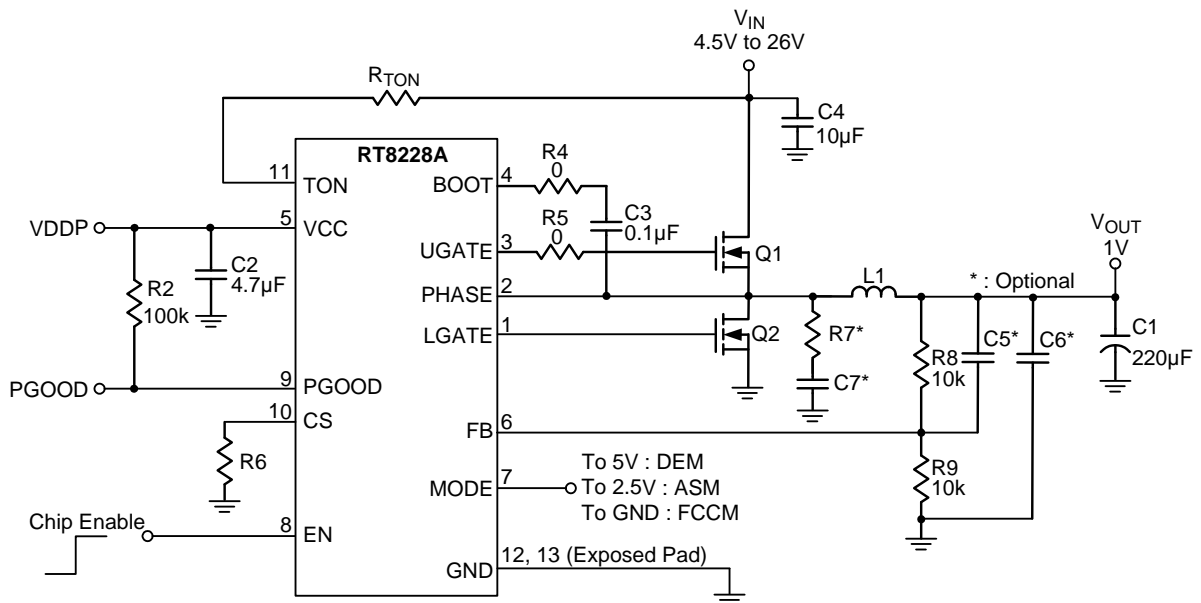 VIN
4.5V to 26V
RTON
C4
10µF
RT8228A
11
TON
BOOT
4
R4
0
VDDP
5
VCC
C3
0.1µF
R5
0
UGATE
3
Q1
C2
4.7µF
R2
100k
PHASE
2
L1
* : Optional
VOUT
1V
LGATE
1
Q2
R7*
C7*
R8
10k
C5*
C6*
C1
220µF
PGOOD
9
PGOOD
10
CS
R6
FB
6
R9
10k
MODE
7
To 5V : DEM
To 2.5V : ASM
To GND : FCCM
Chip Enable
8
EN
GND
12, 13 (Exposed Pad)